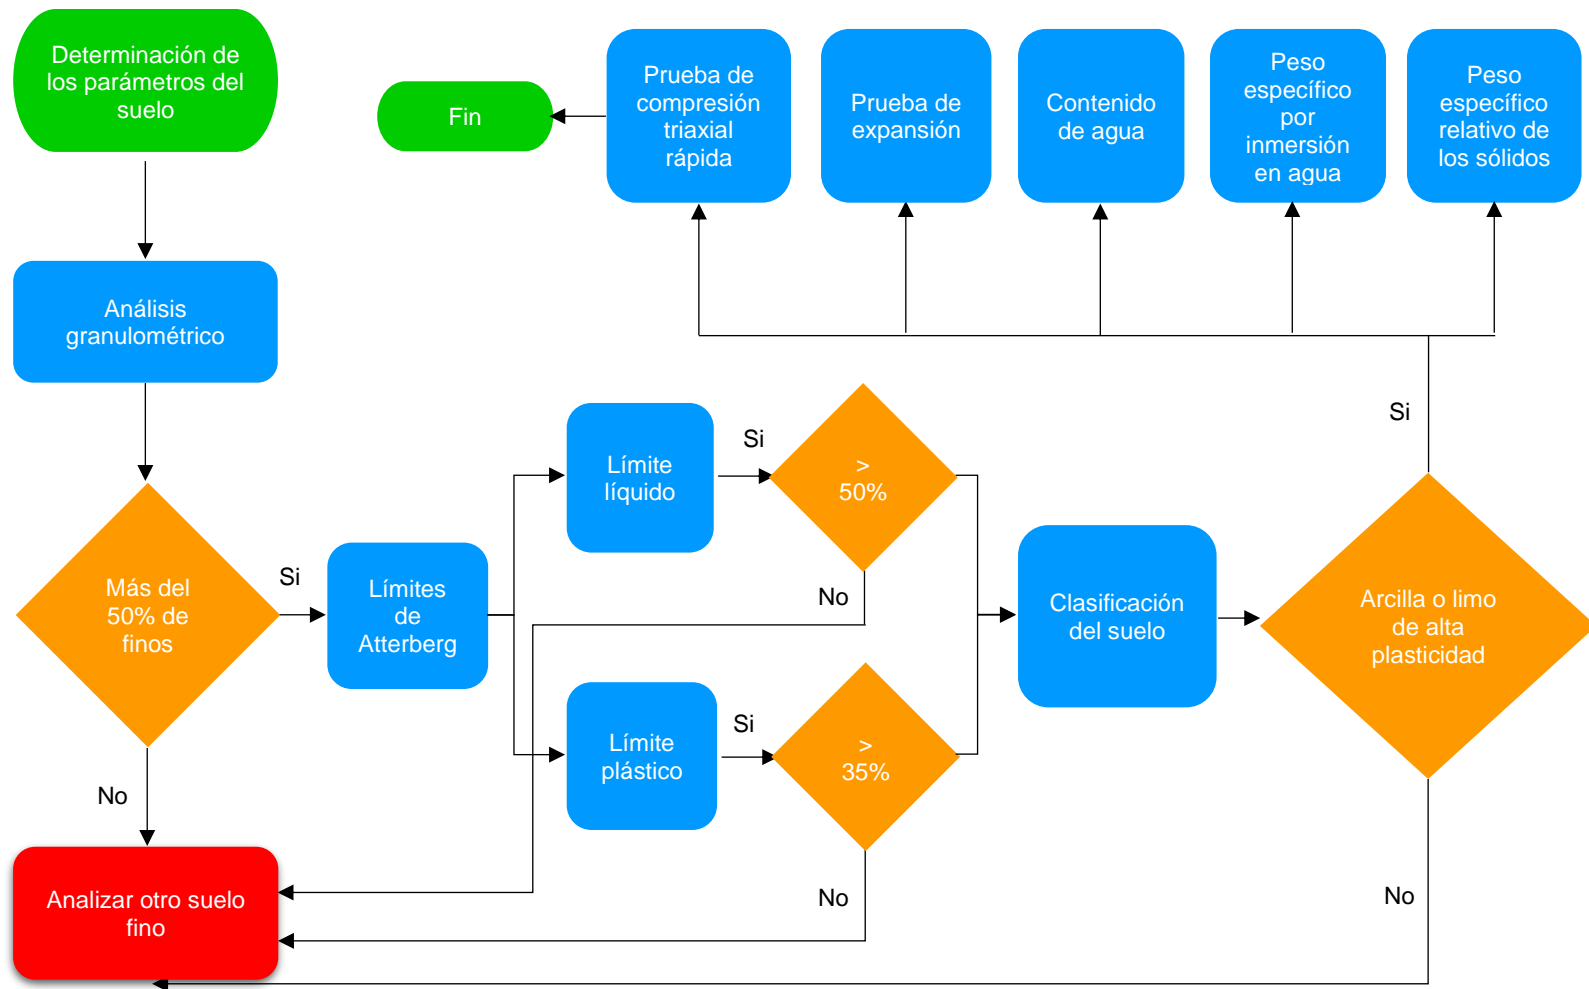 Determinación de
los parámetros del
suelo
Fin
Prueba de
compresión
triaxial
rápida
Prueba de
expansión
Contenido
de agua
Peso
específico
por
inmersión
en agua
Peso
específico
relativo de
los sólidos
Análisis
granulométrico
Más del
50% de
finos
Si
No
Límites
de
Atterberg
Límite
líquido
Si
>
50%
No
Límite
plástico
Si
>
35%
No
Clasificación
del suelo
Arcilla o limo
de alta
plasticidad
Si
No
Analizar otro suelo
fino